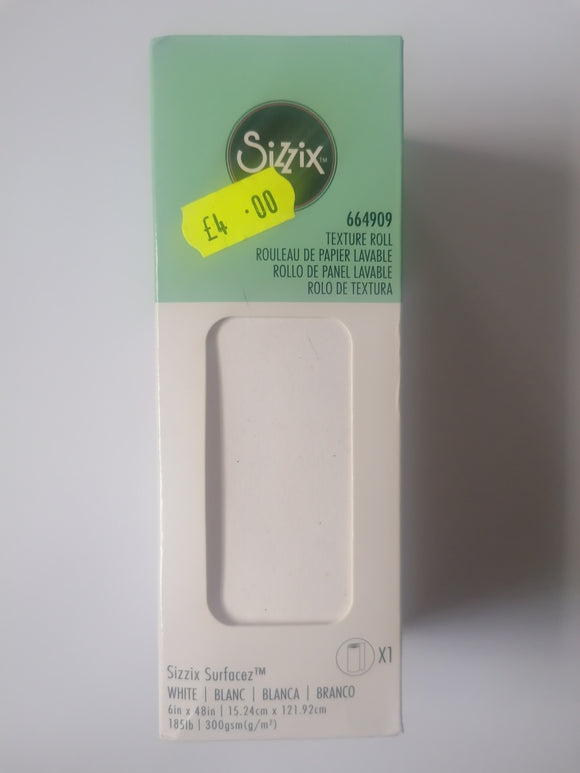 Sizzix™
£4.00
664909
TEXTURE ROLL
ROULEAU DE PAPIER LAVABLE
ROLLO DE PANEL LAVABLE
ROLO DE TEXTURA
X1
Sizzix Surfacez™
WHITE | BLANC | BLANCA | BRANCO
6in x 48in | 15.24cm x 121.92cm
185lb | 300gsm(g/m²)